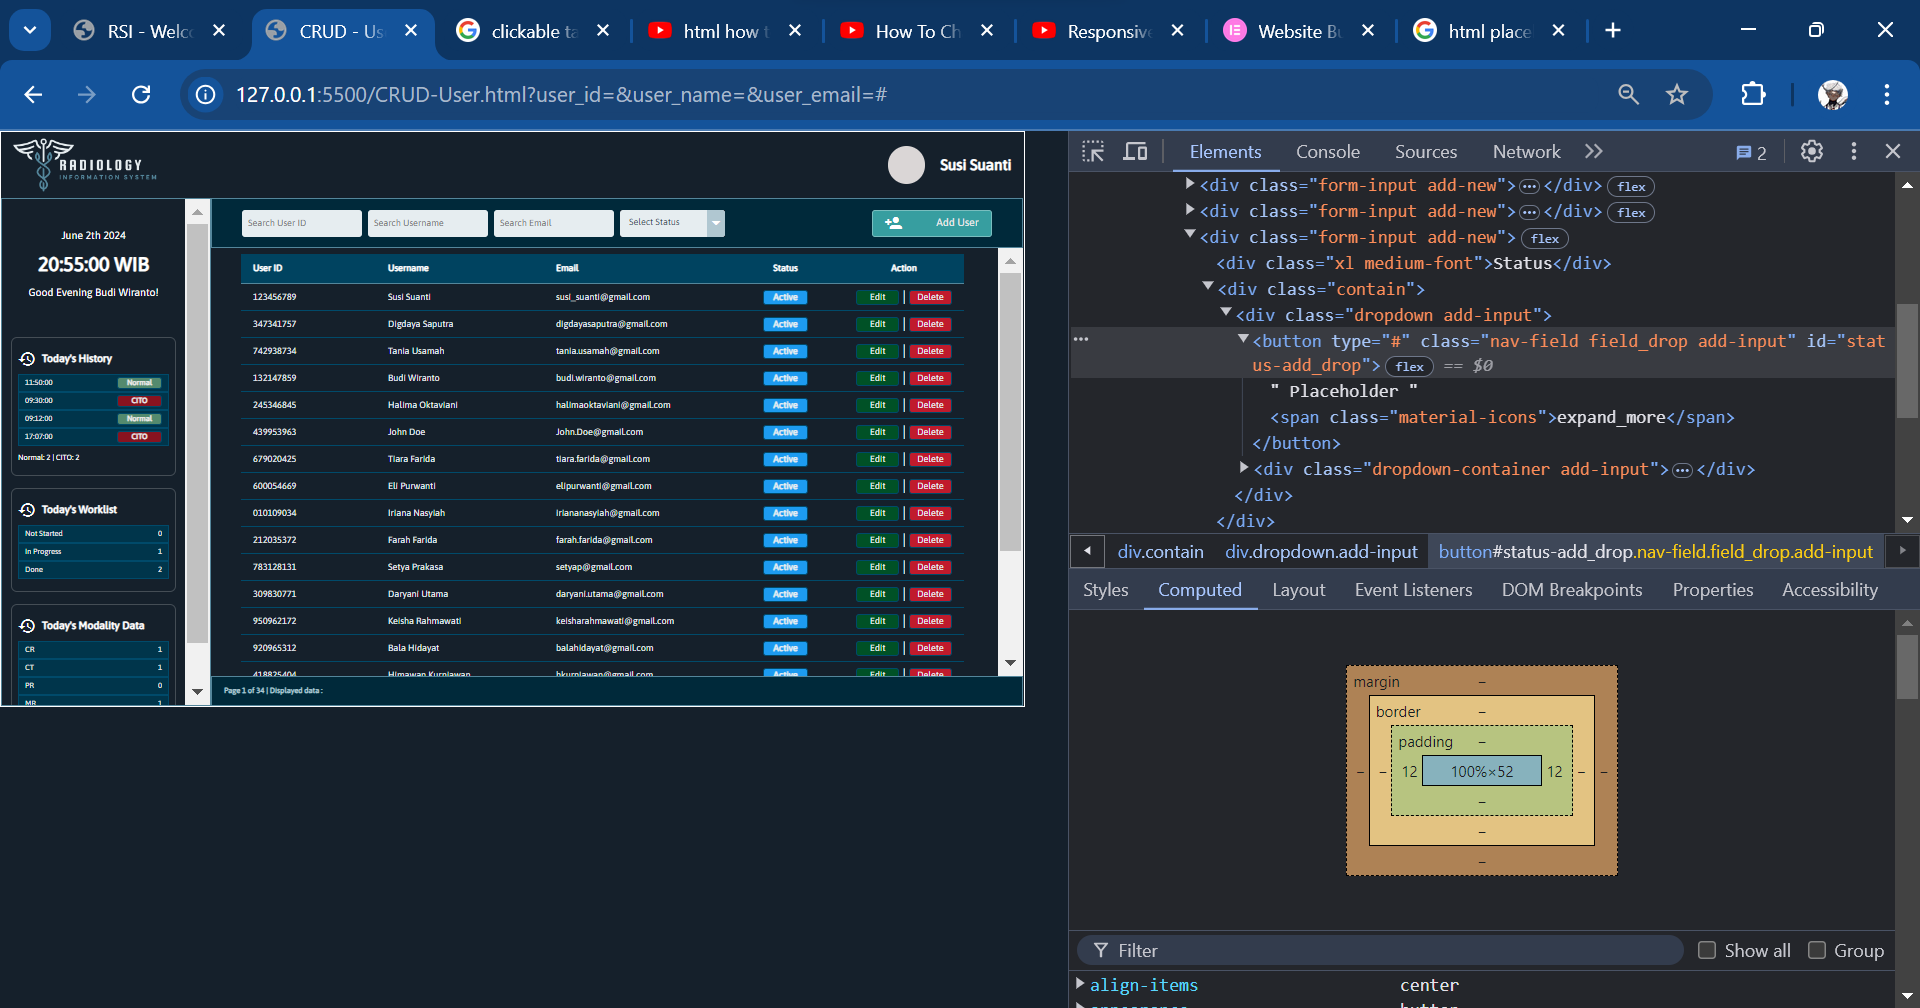 RSI - Welc
CRUD - Us
clickable ta
html how t
How To Ch
Responsive
Website Bu
html place
127.0.0.1:5500/CRUD-User.html?user_id=&user_name=&user_email=#
RADIOLOGY
INFORMATION SYSTEM
Susi Suanti
June 2th 2024
20:55:00 WIB
Good Evening Budi Wiranto!
Today's History
11:50:00 Normal
09:30:00 CITO
09:12:00 Normal
17:07:00 CITO
Normal: 2 | CITO: 2
Today's Worklist
Not Started 0
In Progress 1
Done 2
Today's Modality Data
CR 1
CT 1
PR 0
MR 1
Search User ID Search Username Search Email Select Status Add User
User ID Username Email Status Action
123456789 Susi Suanti susi_suanti@gmail.com Active Edit | Delete
347341757 Digdaya Saputra digdayasaputra@gmail.com Active Edit | Delete
742938734 Tania Usamah tania.usamah@gmail.com Active Edit | Delete
132147859 Budi Wiranto budi.wiranto@gmail.com Active Edit | Delete
245346845 Halima Oktaviani halimaoktaviani@gmail.com Active Edit | Delete
439953963 John Doe John.Doe@gmail.com Active Edit | Delete
679020425 Tiara Farida tiara.farida@gmail.com Active Edit | Delete
600054669 Eli Purwanti elipurwanti@gmail.com Active Edit | Delete
010109034 Iriana Nasyiah iriananasyiah@gmail.com Active Edit | Delete
212035372 Farah Farida farah.farida@gmail.com Active Edit | Delete
783128131 Setya Prakasa setyap@gmail.com Active Edit | Delete
309830771 Daryani Utama daryani.utama@gmail.com Active Edit | Delete
950962172 Keisha Rahmawati keisharahmawati@gmail.com Active Edit | Delete
920965312 Bala Hidayat balahidayat@gmail.com Active Edit | Delete
418825404 Himawan Kurniawan hkurniawan@gmail.com Active Edit | Delete
Page 1 of 34 | Displayed data :
Elements Console Sources Network 2
<div class="form-input add-new"> ... </div> flex
<div class="form-input add-new"> ... </div> flex
<div class="form-input add-new"> flex
<div class="xl medium-font">Status</div>
<div class="contain">
<div class="dropdown add-input">
<button type="#" class="nav-field field_drop add-input" id="stat
us-add_drop"> flex == $0
" Placeholder "
<span class="material-icons">expand_more</span>
</button>
<div class="dropdown-container add-input"> ... </div>
</div>
</div>
div.contain div.dropdown.add-input button#status-add_drop.nav-field.field_drop.add-input
Styles Computed Layout Event Listeners DOM Breakpoints Properties Accessibility
margin –
border –
padding –
– – 12 100%×52 12 – –
–
–
–
Filter Show all Group
align-items center
appearance button